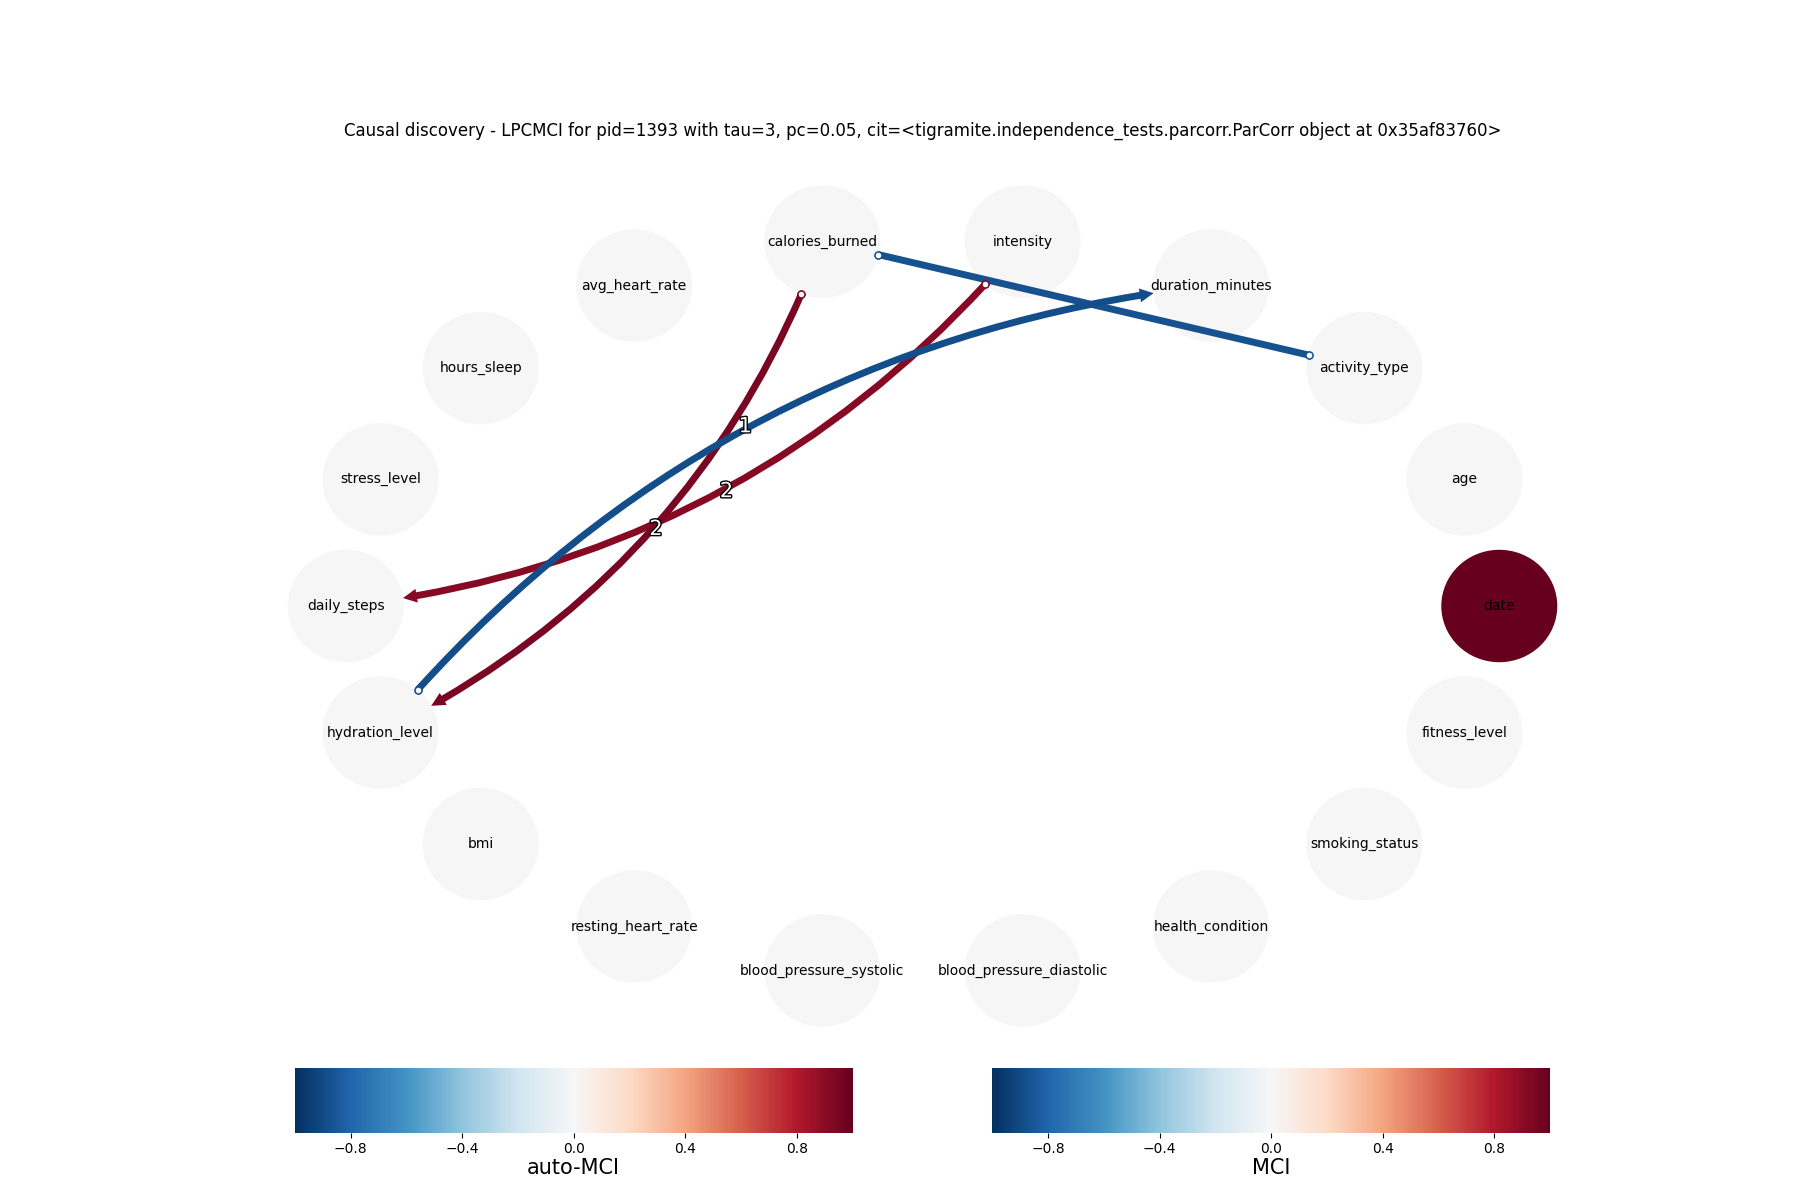 Causal discovery - LPCMCI for pid=1393 with tau=3, pc=0.05, cit=<tigramite.independence_tests.parcorr.ParCorr object at 0x35af83760>
calories_burned
intensity
avg_heart_rate
duration_minutes
hours_sleep
activity_type
1
stress_level
age
2
2
daily_steps
date
hydration_level
fitness_level
bmi
smoking_status
resting_heart_rate
health_condition
blood_pressure_systolic
blood_pressure_diastolic
−0.8 −0.4 0.0 0.4 0.8
auto-MCI
−0.8 −0.4 0.0 0.4 0.8
MCI